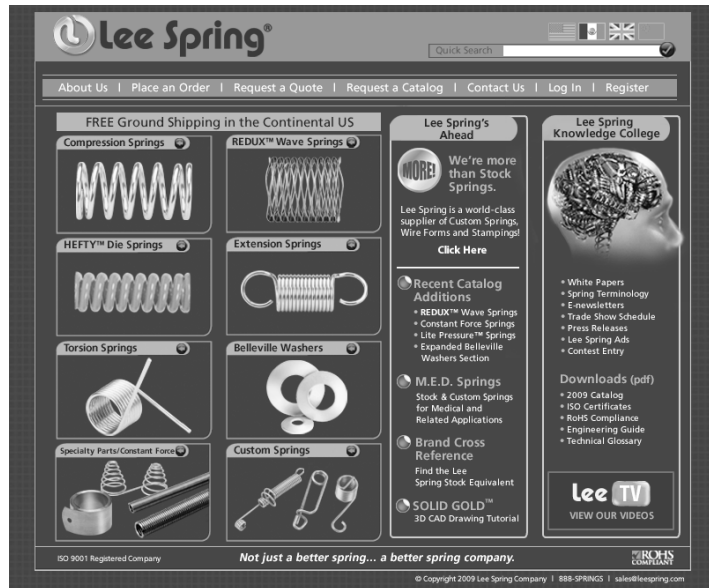 Lee Spring®
Quick Search
About Us | Place an Order | Request a Quote | Request a Catalog | Contact Us | Log In | Register
FREE Ground Shipping in the Continental US
Compression Springs
REDUX™ Wave Springs
HEFTY™ Die Springs
Extension Springs
Torsion Springs
Belleville Washers
Specialty Parts/Constant Force
Custom Springs
Lee Spring's
Ahead
MORE!
We're more
than Stock
Springs.
Lee Spring is a world-class
supplier of Custom Springs,
Wire Forms and Stampings!
Click Here
Recent Catalog
Additions
• REDUX™ Wave Springs
• Constant Force Springs
• Lite Pressure™ Springs
• Expanded Belleville
Washers Section
M.E.D. Springs
Stock & Custom Springs
for Medical and
Related Applications
Brand Cross
Reference
Find the Lee
Spring Stock Equivalent
SOLID GOLD™
3D CAD Drawing Tutorial
Lee Spring
Knowledge College
• White Papers
• Spring Terminology
• E-newsletters
• Trade Show Schedule
• Press Releases
• Lee Spring Ads
• Contest Entry
Downloads (pdf)
• 2009 Catalog
• ISO Certificates
• RoHS Compliance
• Engineering Guide
• Technical Glossary
Lee TV
VIEW OUR VIDEOS
ISO 9001 Registered Company
Not just a better spring... a better spring company.
ROHS
COMPLIANT
© Copyright 2009 Lee Spring Company | 888-SPRINGS | sales@leespring.com